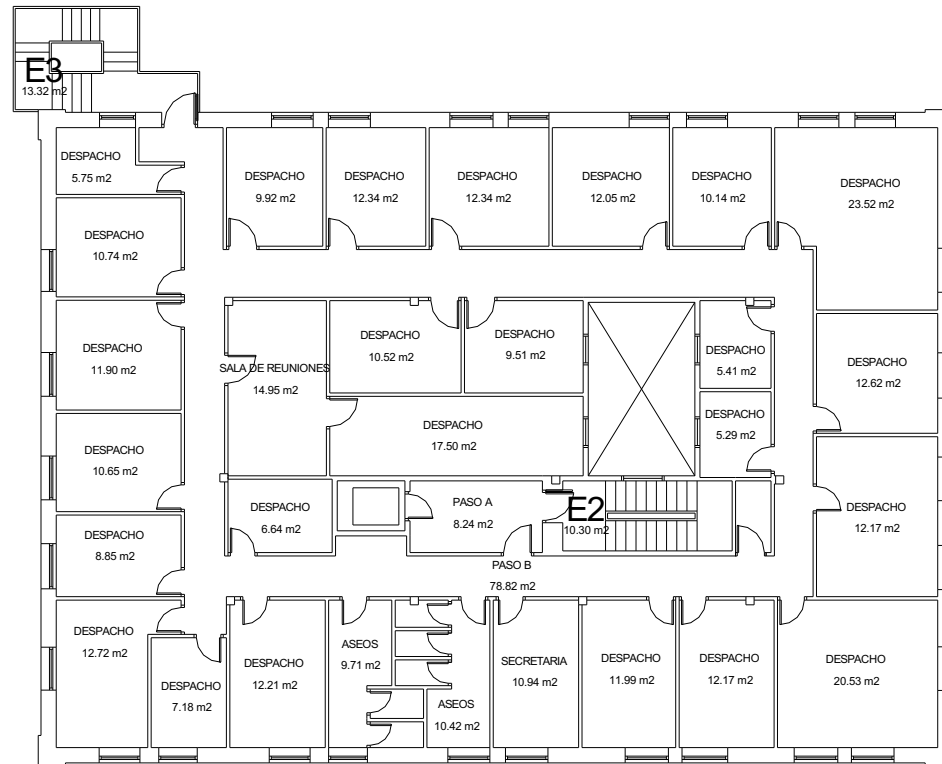 E3
13.32 m2
DESPACHO
5.75 m2
DESPACHO
9.92 m2
DESPACHO
12.34 m2
DESPACHO
12.34 m2
DESPACHO
12.05 m2
DESPACHO
10.14 m2
DESPACHO
23.52 m2
DESPACHO
10.74 m2
DESPACHO
11.90 m2
SALA DE REUNIONES
14.95 m2
DESPACHO
10.52 m2
DESPACHO
9.51 m2
DESPACHO
5.41 m2
DESPACHO
12.62 m2
DESPACHO
10.65 m2
DESPACHO
17.50 m2
DESPACHO
5.29 m2
DESPACHO
8.85 m2
DESPACHO
6.64 m2
PASO A
8.24 m2
E2
10.30 m2
DESPACHO
12.17 m2
PASO B
78.82 m2
DESPACHO
12.72 m2
DESPACHO
7.18 m2
DESPACHO
12.21 m2
ASEOS
9.71 m2
ASEOS
10.42 m2
SECRETARIA
10.94 m2
DESPACHO
11.99 m2
DESPACHO
12.17 m2
DESPACHO
20.53 m2